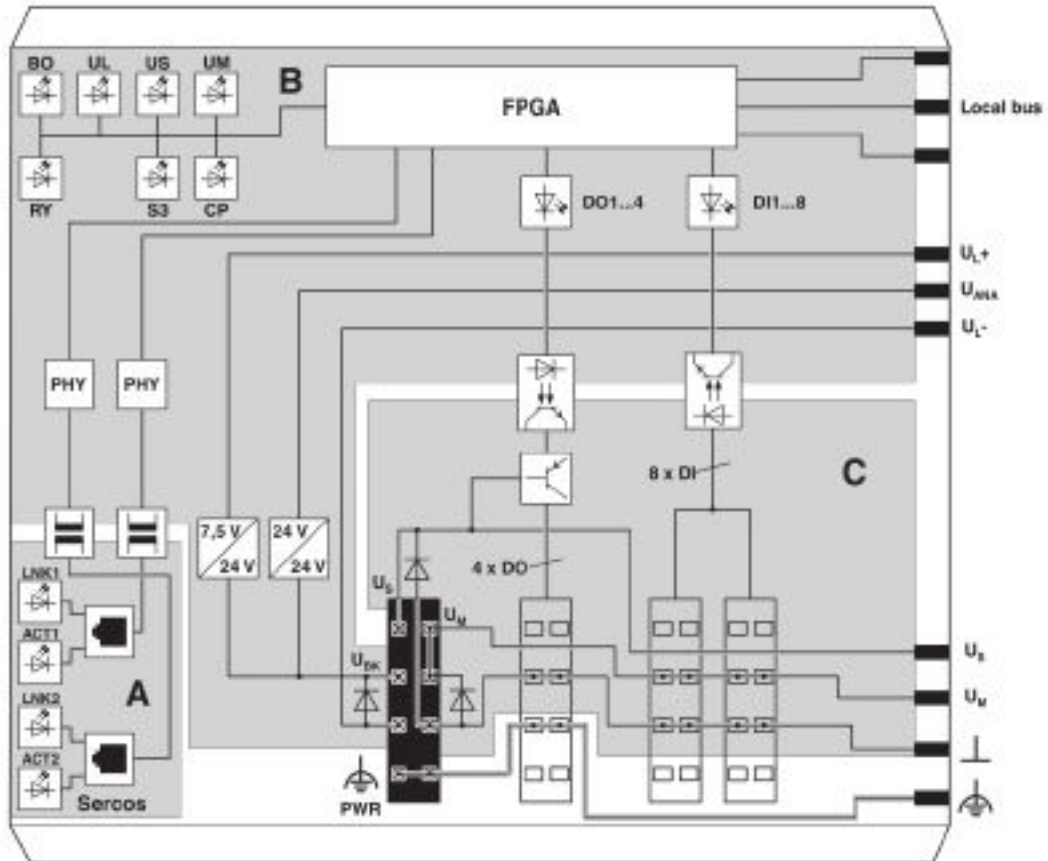 BO UL US UM
B
FPGA
Local bus
RY S3 CP
DO1...4
DI1...8
UL+
UANA
UL-
PHY PHY
8 x DI
C
7,5 V
24 V
24 V
24 V
4 x DO
US
UM
LNK1
ACT1
A
UBK
US
UM
LNK2
ACT2
Sercos
PWR